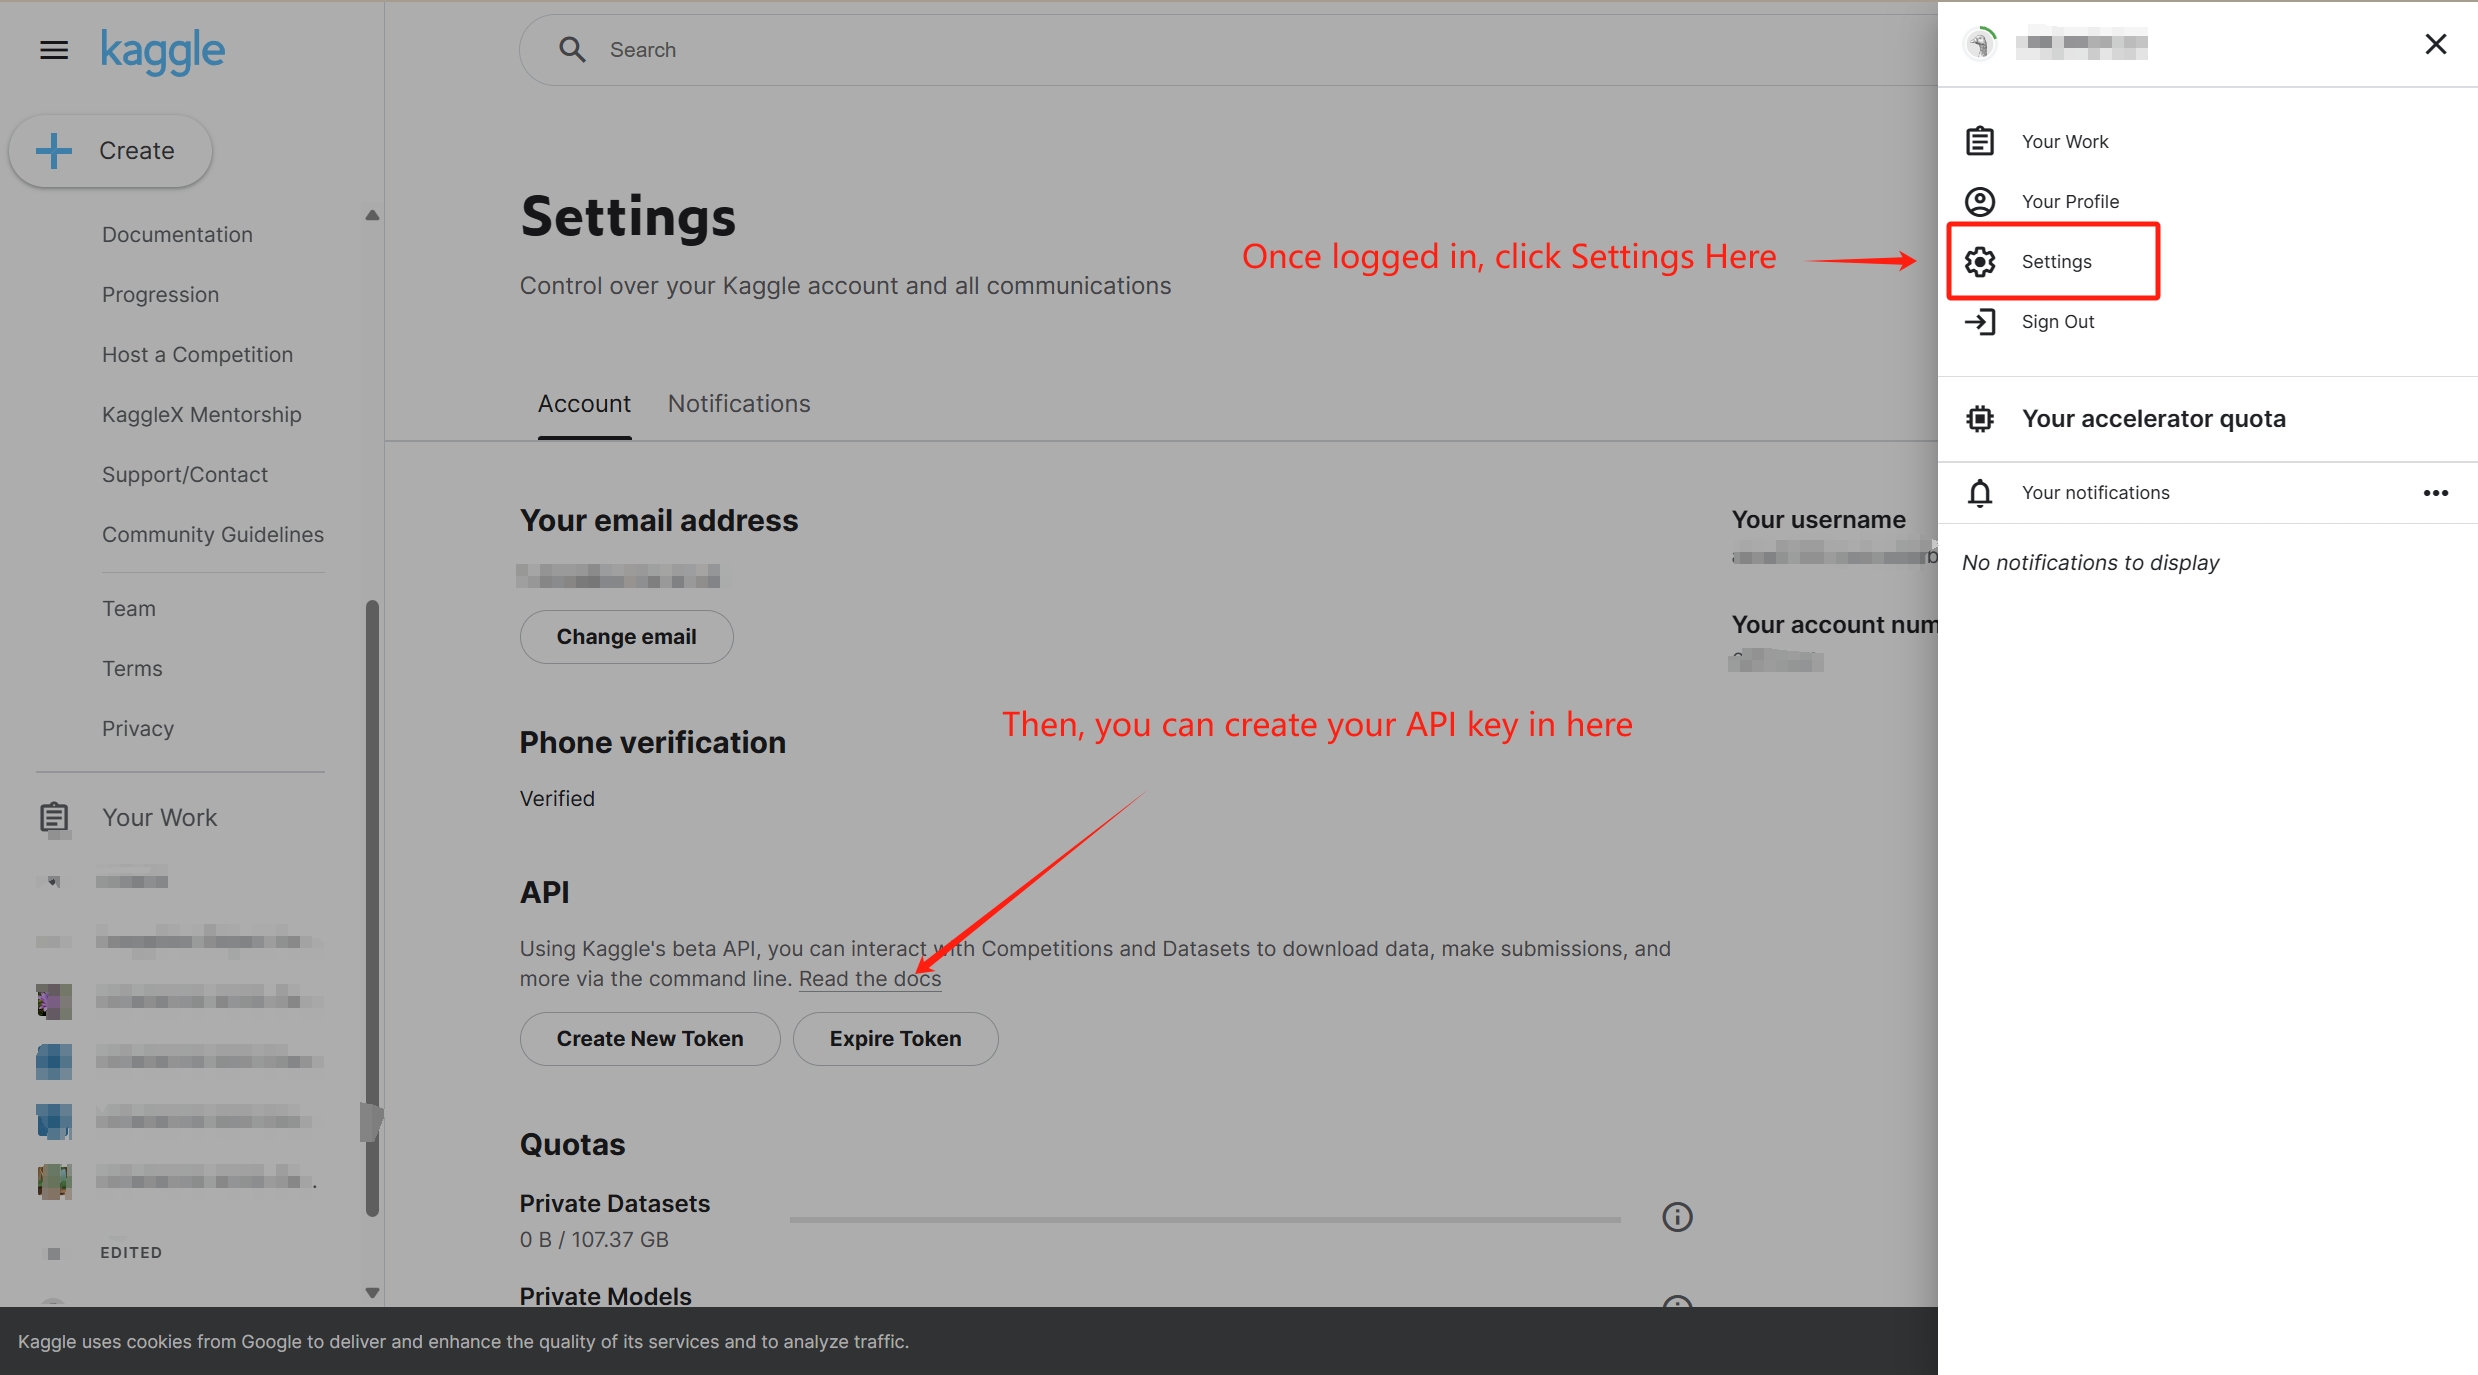 kaggle
Search
Create
Documentation
Progression
Host a Competition
KaggleX Mentorship
Support/Contact
Community Guidelines
Team
Terms
Privacy
Your Work
EDITED
Settings
Control over your Kaggle account and all communications
Once logged in, click Settings Here
Account
Notifications
Your email address
Change email
Your username
Your account num
Phone verification
Verified
Then, you can create your API key in here
API
Using Kaggle's beta API, you can interact with Competitions and Datasets to download data, make submissions, and
more via the command line. Read the docs
Create New Token
Expire Token
Quotas
Private Datasets
0 B / 107.37 GB
Private Models
Kaggle uses cookies from Google to deliver and enhance the quality of its services and to analyze traffic.
Your Work
Your Profile
Settings
Sign Out
Your accelerator quota
Your notifications
No notifications to display